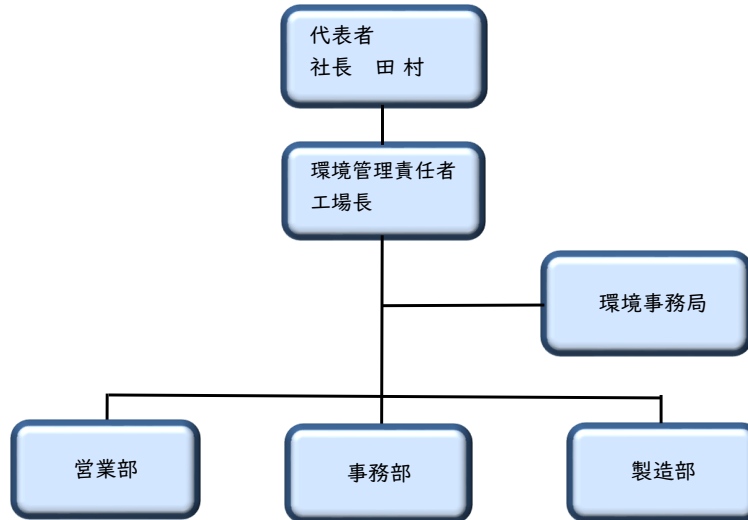 代表者
社長　田 村
環境管理責任者
工場長
環境事務局
営業部
事務部
製造部